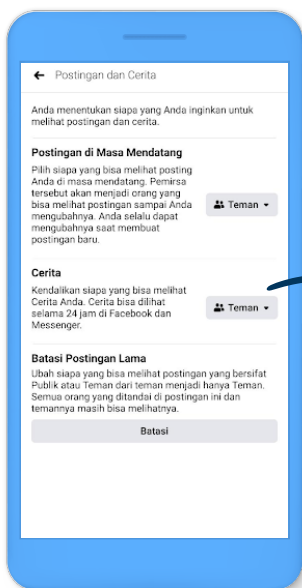 Postingan dan Cerita
Anda menentukan siapa yang Anda inginkan untuk
melihat postingan dan cerita.
Postingan di Masa Mendatang
Pilih siapa yang bisa melihat posting
Anda di masa mendatang. Pemirsa
tersebut akan menjadi orang yang
bisa melihat postingan sampai Anda
mengubahnya. Anda selalu dapat
mengubahnya saat membuat
postingan baru.
Teman
Cerita
Kendalikan siapa yang bisa melihat
Cerita Anda. Cerita bisa dilihat
selama 24 jam di Facebook dan
Messenger.
Teman
Batasi Postingan Lama
Ubah siapa yang bisa melihat postingan yang bersifat
Publik atau Teman dari teman menjadi hanya Teman.
Semua orang yang ditandai di postingan ini dan
temannya masih bisa melihatnya.
Batasi